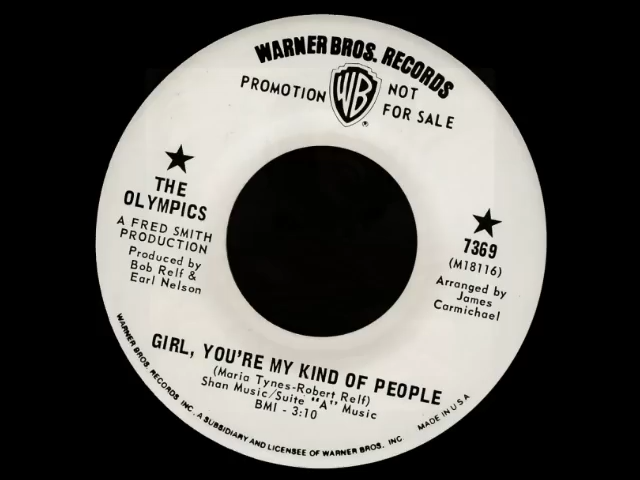 WARNER BROS. RECORDS
PROMOTION
NOT
FOR SALE
WB
®
THE
OLYMPICS
A FRED SMITH
PRODUCTION
Produced by
Bob Relf &
Earl Nelson
7369
(M18116)
Arranged by
James
Carmichael
GIRL, YOU'RE MY KIND OF PEOPLE
(Maria Tynes-Robert Relf)
Shan Music/Suite "A" Music
BMI - 3:10
WARNER BROS. RECORDS INC., A SUBSIDIARY AND LICENSEE OF WARNER BROS. INC. MADE IN U.S.A